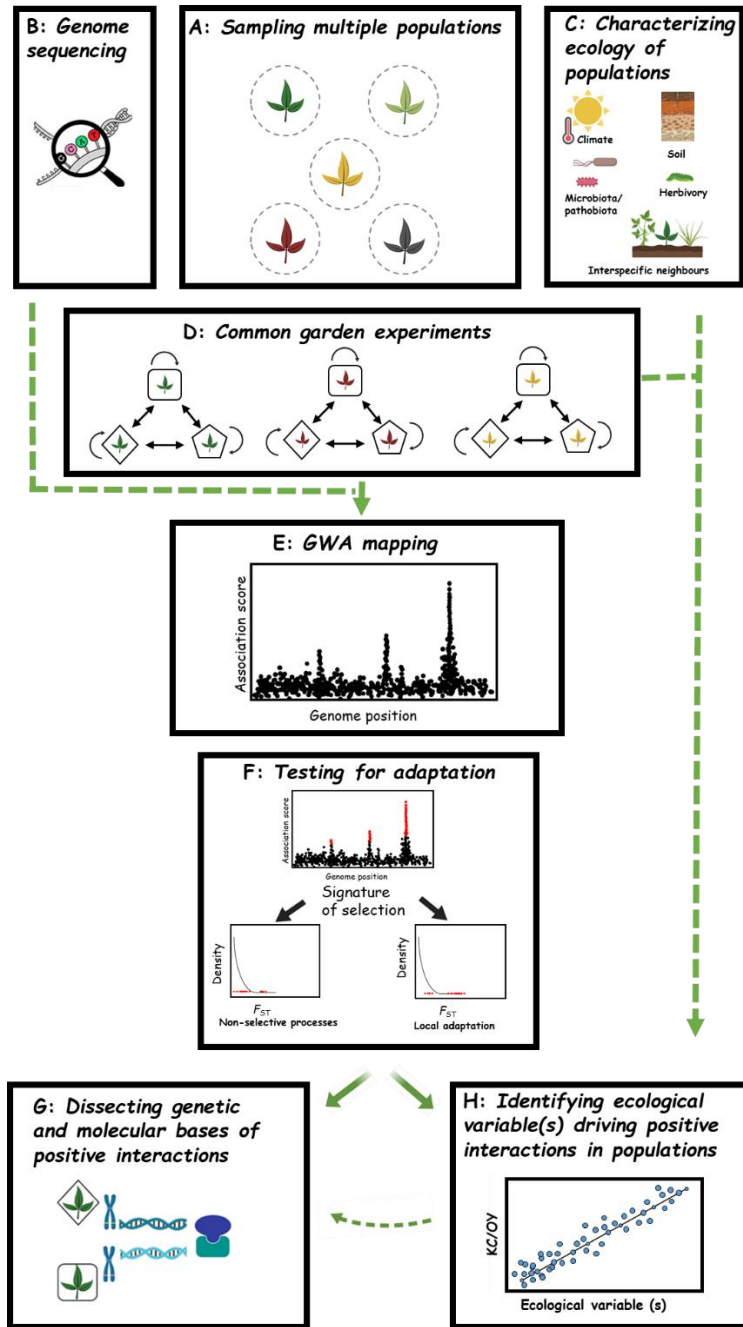 B: Genome
sequencing
A: Sampling multiple populations
C: Characterizing
ecology of
populations
Climate
Soil
Microbiota/
pathobiota
Herbivory
Interspecific neighbours
D: Common garden experiments
E: GWA mapping
Association score
Genome position
F: Testing for adaptation
Association score
Genome position
Signature
of selection
Density
F_ST
Non-selective processes
Density
F_ST
Local adaptation
G: Dissecting genetic
and molecular bases of
positive interactions
H: Identifying ecological
variable(s) driving positive
interactions in populations
KC/OY
Ecological variable (s)